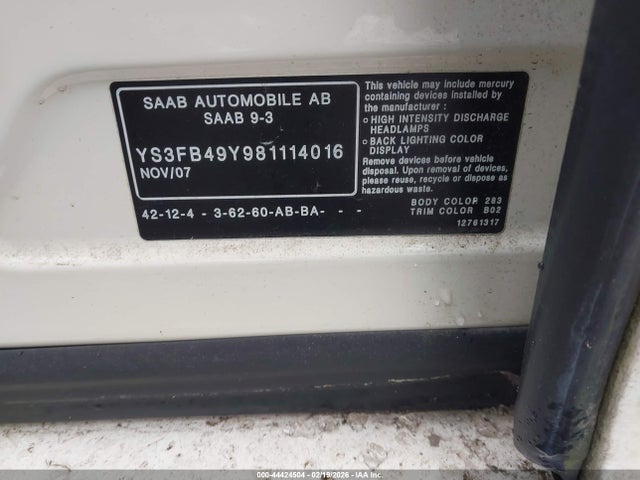 SAAB AUTOMOBILE AB
SAAB 9-3
YS3FB49Y981114016
NOV/07
42-12-4 - 3-62-60-AB-BA- - -
This vehicle may include mercury
containing devices installed by
the manufacturer :
o HIGH INTENSITY DISCHARGE
HEADLAMPS
o BACK LIGHTING COLOR
DISPLAY
Remove devices before vehicle
disposal. Upon removal of devices,
please reuse, recycle or dispose as
hazardous waste.
BODY COLOR 283
TRIM COLOR B02
12761317
000-44424504 - 02/19/2026 - IAA Inc.